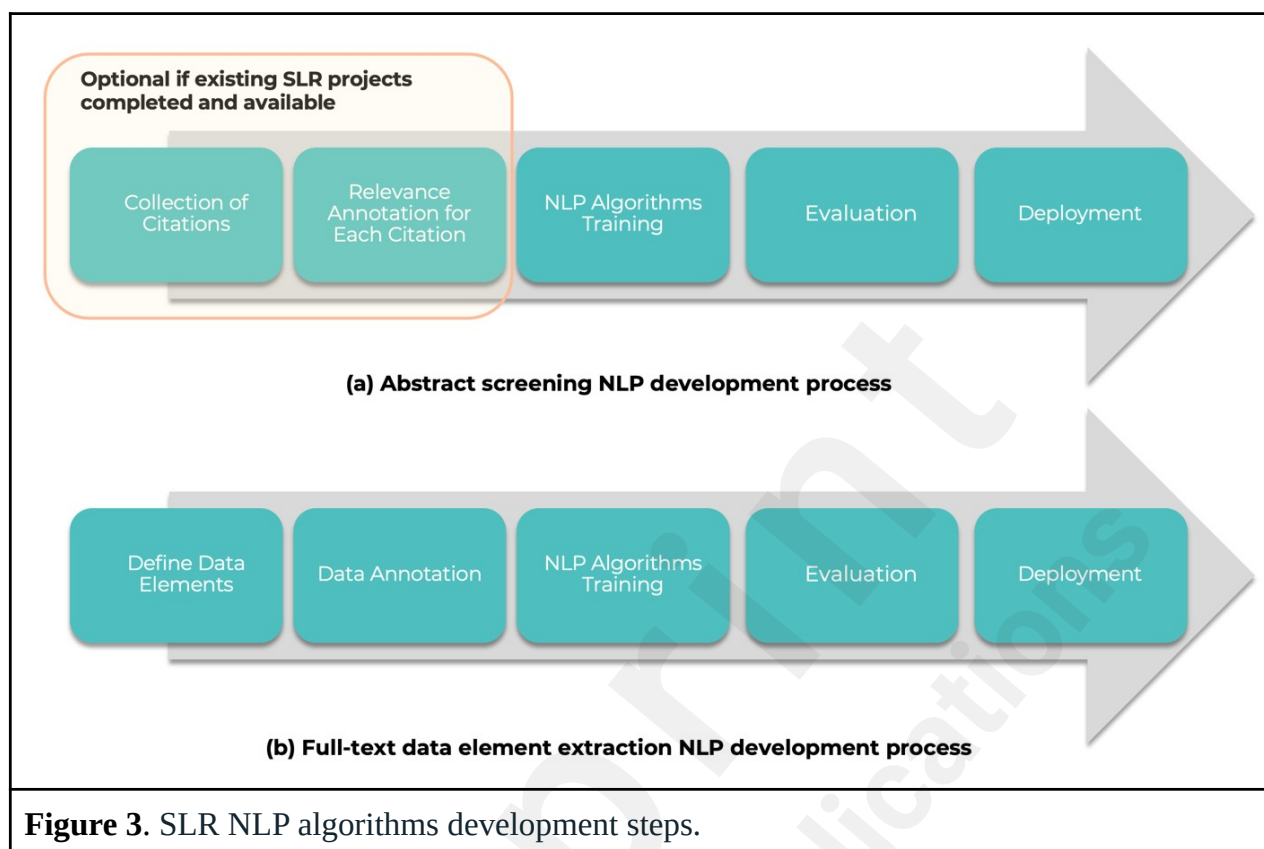 Optional if existing SLR projects
completed and available
Collection of
Citations
Relevance
Annotation for
Each Citation
NLP Algorithms
Training
Evaluation
Deployment
(a) Abstract screening NLP development process
Define Data
Elements
Data Annotation
NLP Algorithms
Training
Evaluation
Deployment
(b) Full-text data element extraction NLP development process
Figure 3. SLR NLP algorithms development steps.